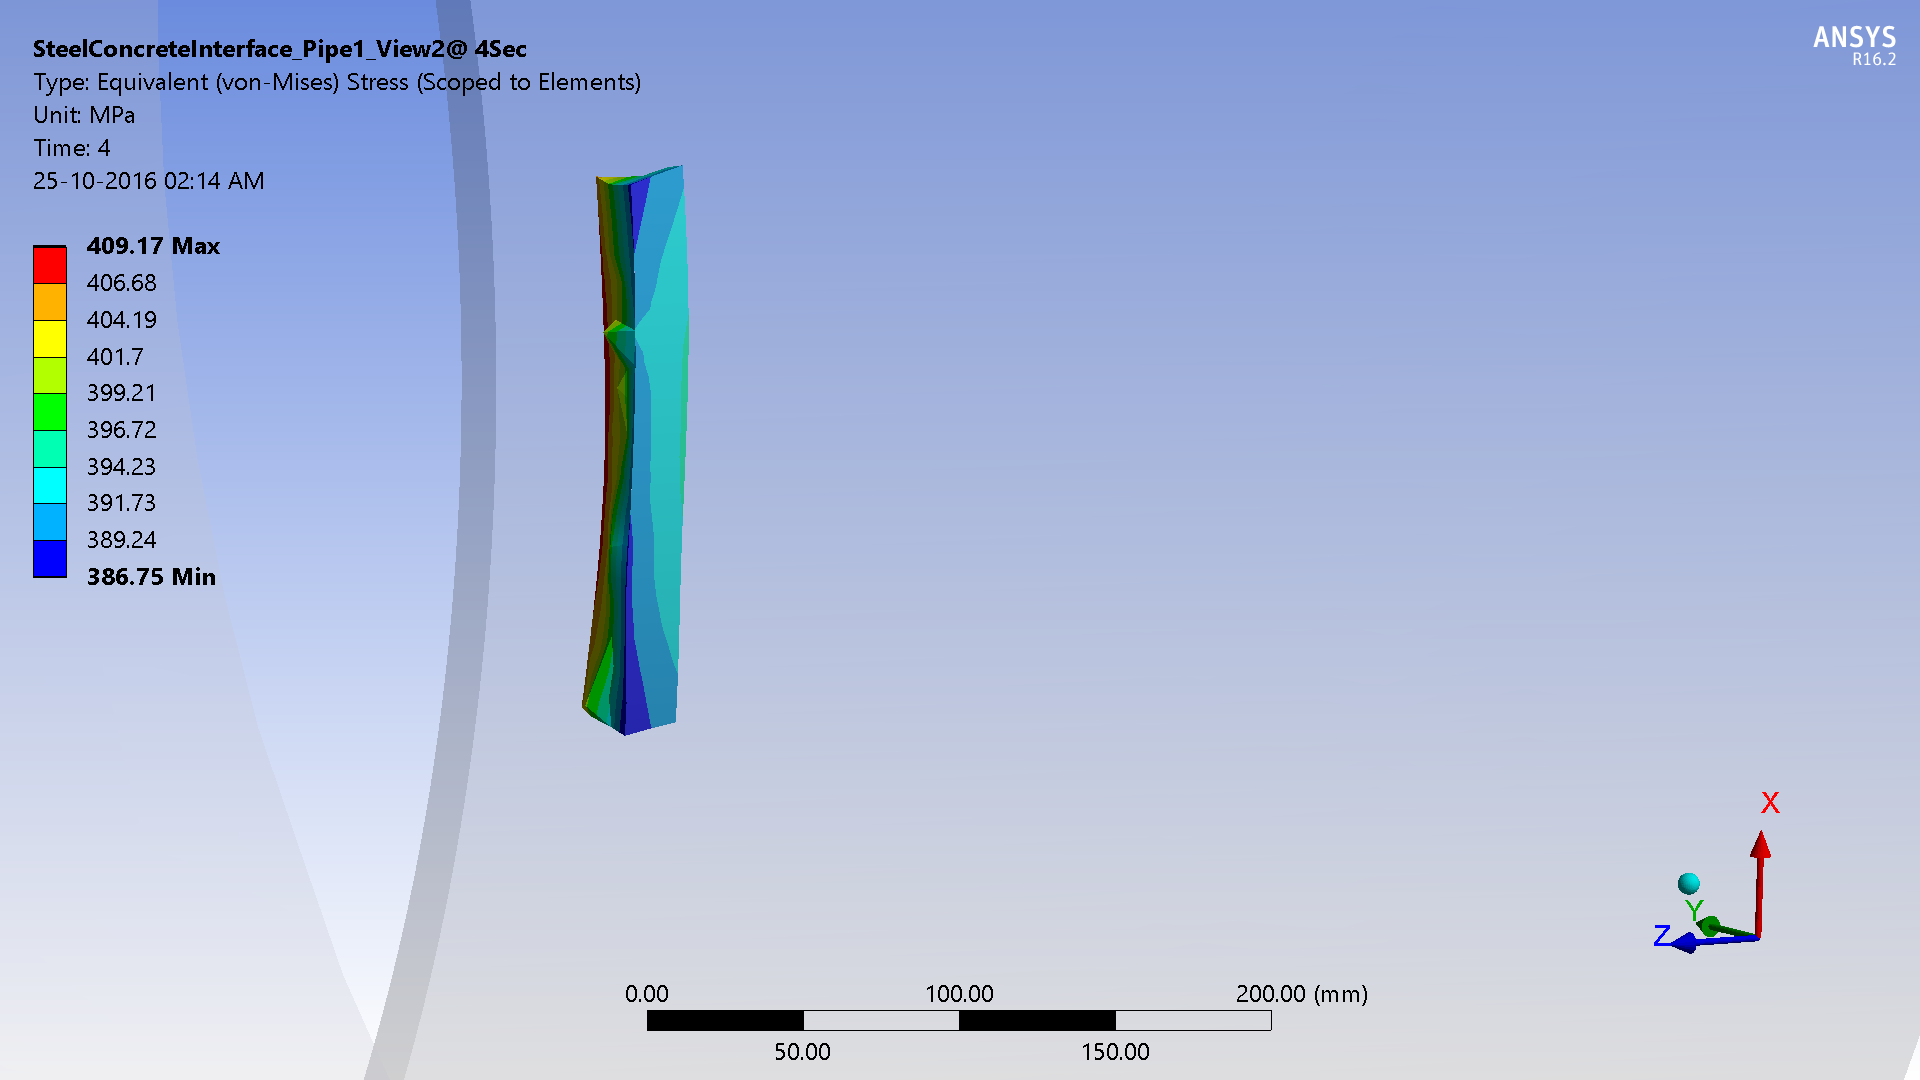 SteelConcreteInterface_Pipe1_View2@ 4Sec
Type: Equivalent (von-Mises) Stress (Scoped to Elements)
Unit: MPa
Time: 4
25-10-2016 02:14 AM
ANSYS
R16.2
409.17 Max
406.68
404.19
401.7
399.21
396.72
394.23
391.73
389.24
386.75 Min
X
Y
Z
0.00 100.00 200.00 (mm)
50.00 150.00